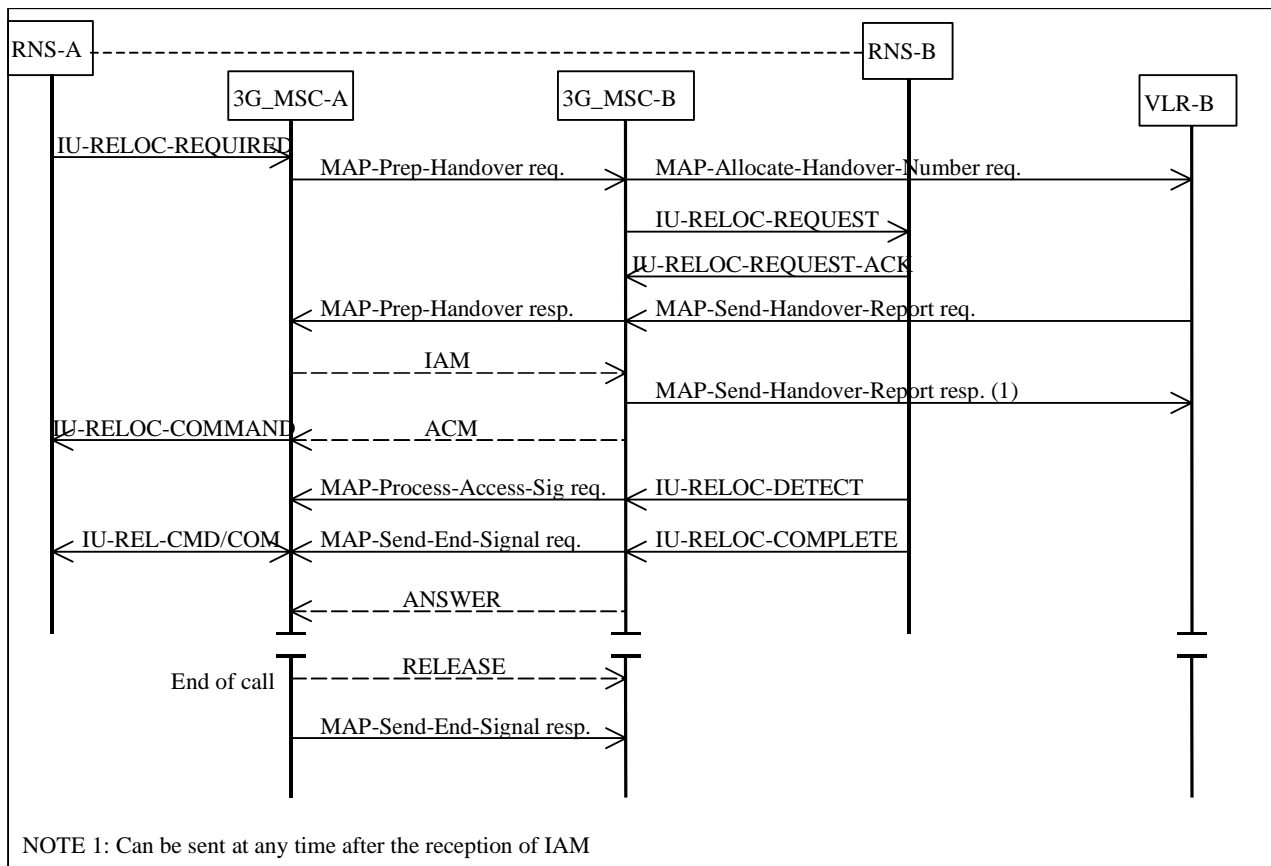 RNS-A
RNS-B
3G_MSC-A
3G_MSC-B
VLR-B
IU-RELOC-REQUIRED
MAP-Prep-Handover req.
MAP-Allocate-Handover-Number req.
IU-RELOC-REQUEST
IU-RELOC-REQUEST-ACK
MAP-Prep-Handover resp.
MAP-Send-Handover-Report req.
IAM
MAP-Send-Handover-Report resp. (1)
IU-RELOC-COMMAND
ACM
MAP-Process-Access-Sig req.
IU-RELOC-DETECT
IU-REL-CMD/COM
MAP-Send-End-Signal req.
IU-RELOC-COMPLETE
ANSWER
RELEASE
End of call
MAP-Send-End-Signal resp.
NOTE 1: Can be sent at any time after the reception of IAM